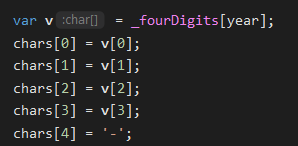 var v :char[] = _fourDigits[year];
chars[0] = v[0];
chars[1] = v[1];
chars[2] = v[2];
chars[3] = v[3];
chars[4] = '-';